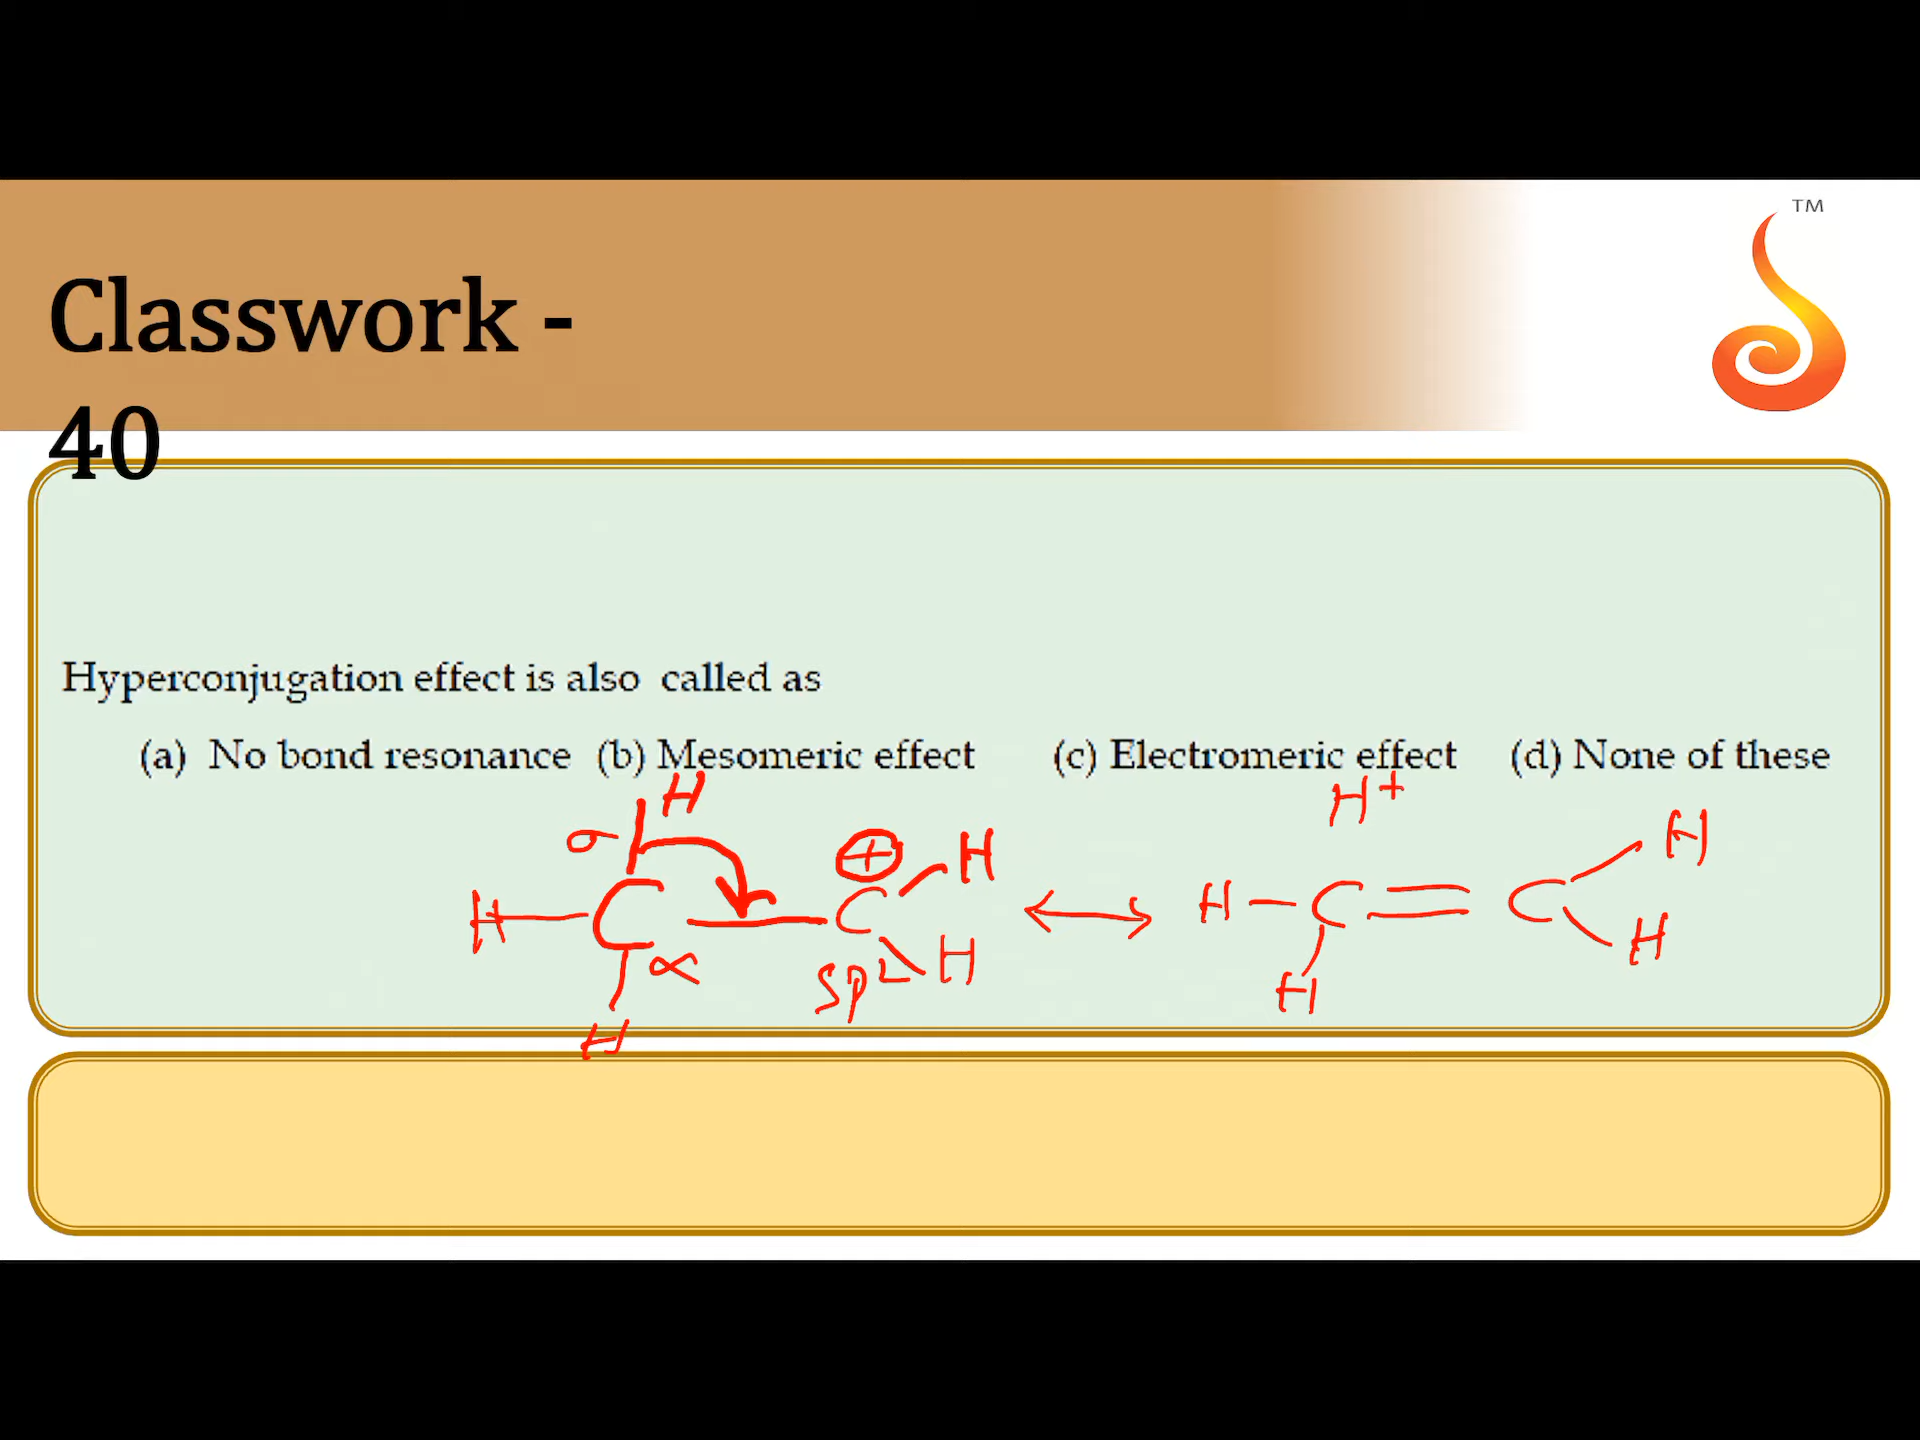 TM
Classwork -
40
Hyperconjugation effect is also called as
(a) No bond resonance (b) Mesomeric effect (c) Electromeric effect (d) None of these
H H+
σ + H H
H C C H C C
α sp2 H H H
H